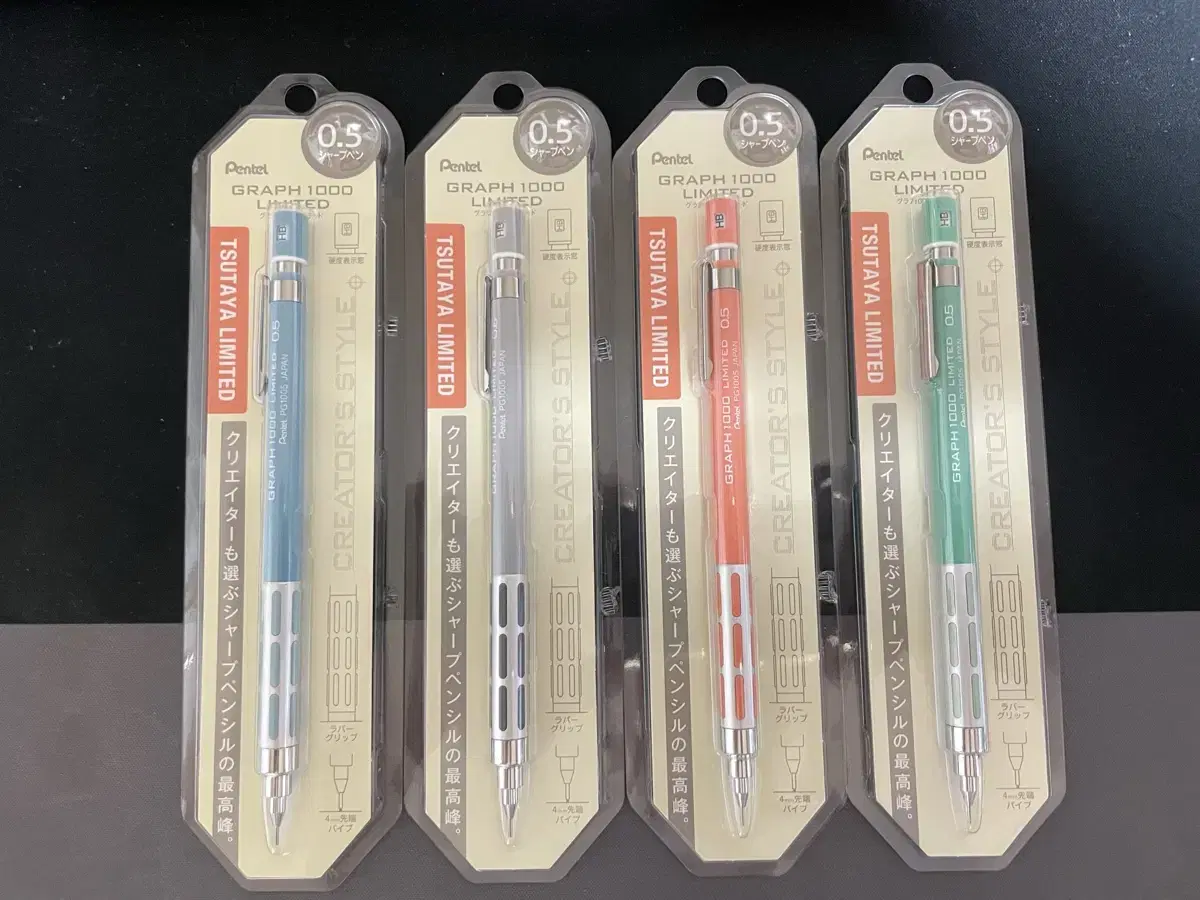 0.5
シャープペン
Pentel
GRAPH 1000
LIMITED
HB
硬度表示窓
TSUTAYA LIMITED
GRAPH 1000 LIMITED 0.5
Pentel PG1005 JAPAN
CREATOR'S STYLE
クリエイターも選ぶシャープペンシルの最高峰。
ラバー
グリップ
4mm先端
パイプ
0.5
シャープペン
Pentel
GRAPH 1000
LIMITED
HB
硬度表示窓
TSUTAYA LIMITED
GRAPH 1000 LIMITED 0.5
Pentel PG1005 JAPAN
CREATOR'S STYLE
クリエイターも選ぶシャープペンシルの最高峰。
ラバー
グリップ
4mm先端
パイプ
0.5
シャープペン
Pentel
GRAPH 1000
LIMITED
HB
硬度表示窓
TSUTAYA LIMITED
GRAPH 1000 LIMITED 0.5
Pentel PG1005 JAPAN
CREATOR'S STYLE
クリエイターも選ぶシャープペンシルの最高峰。
ラバー
グリップ
4mm先端
パイプ
0.5
シャープペン
Pentel
GRAPH 1000
LIMITED
HB
硬度表示窓
TSUTAYA LIMITED
GRAPH 1000 LIMITED 0.5
Pentel PG1005 JAPAN
CREATOR'S STYLE
クリエイターも選ぶシャープペンシルの最高峰。
ラバー
グリップ
4mm先端
パイプ